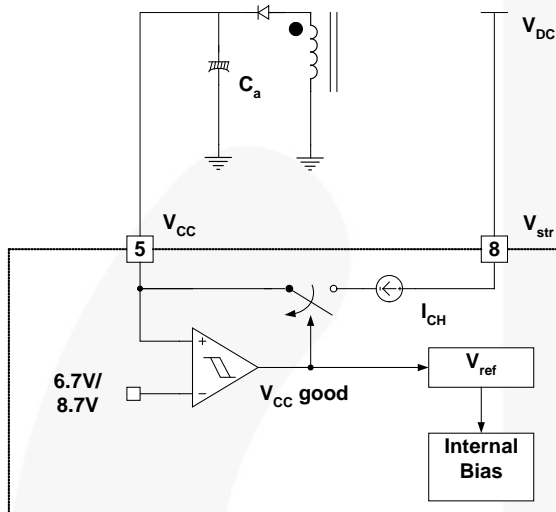 V_DC
C_a
V_CC
V_str
5
8
I_CH
+
6.7V/
8.7V
−
V_CC good
V_ref
Internal
Bias